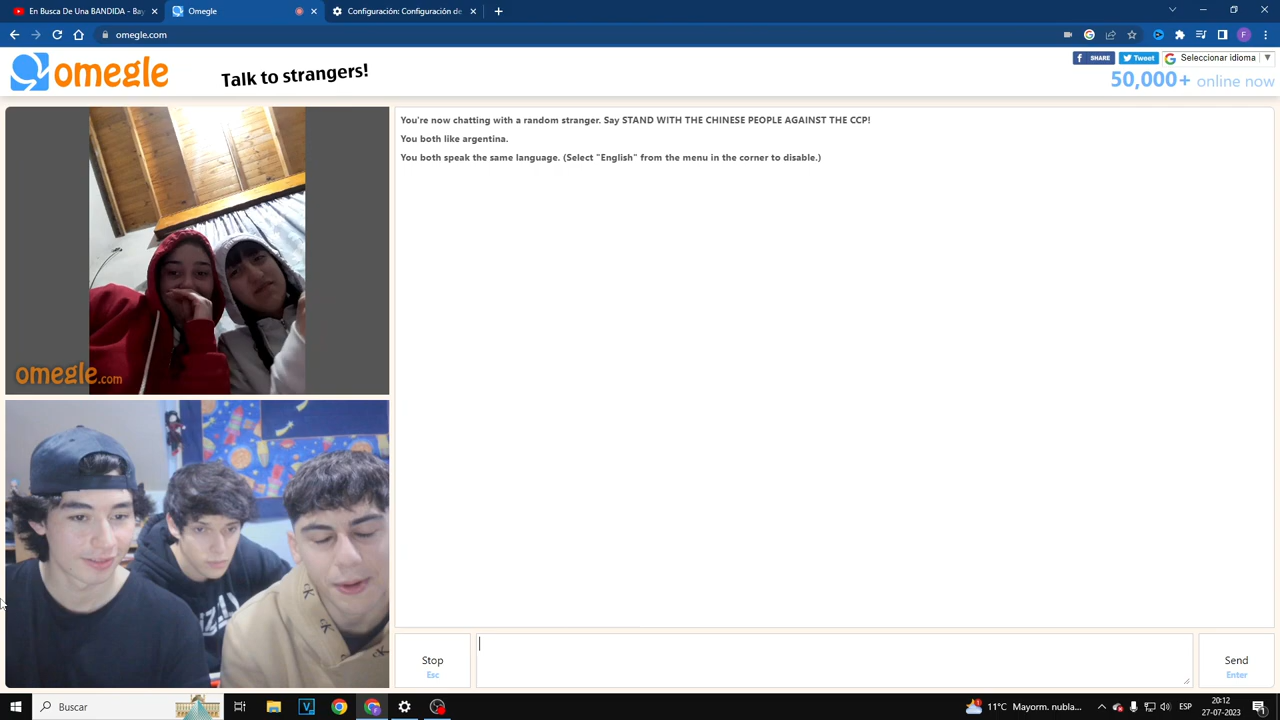 En Busca De Una BANDIDA - Bay
Omegle
Configuración: Configuración de
omegle.com
omegle
Talk to strangers!
SHARE
Tweet
Seleccionar idioma
50,000+ online now
You're now chatting with a random stranger. Say STAND WITH THE CHINESE PEOPLE AGAINST THE CCP!
You both like argentina.
You both speak the same language. (Select "English" from the menu in the corner to disable.)
omegle.com
Stop
Esc
Send
Enter
Buscar
11°C Mayorm. nubla...
ESP
20:12
27-07-2023